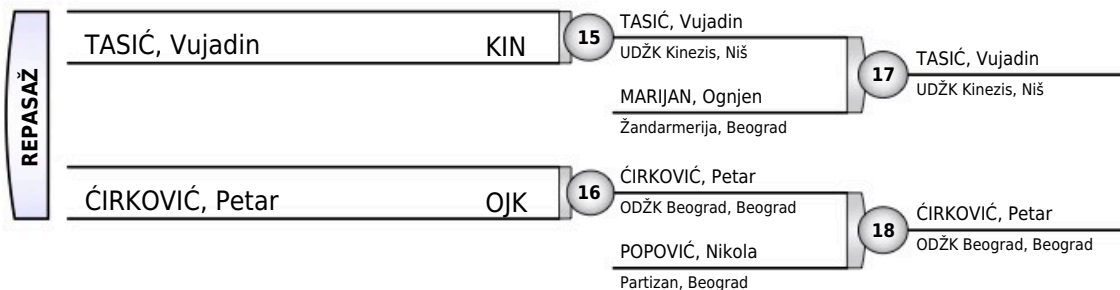 REPASAŽ
TASIĆ, Vujadin KIN
15
TASIĆ, Vujadin
UDŽK Kinezis, Niš
MARIJAN, Ognjen
Žandarmerija, Beograd
17
TASIĆ, Vujadin
UDŽK Kinezis, Niš
ĆIRKOVIĆ, Petar OJK
16
ĆIRKOVIĆ, Petar
ODŽK Beograd, Beograd
POPOVIĆ, Nikola
Partizan, Beograd
18
ĆIRKOVIĆ, Petar
ODŽK Beograd, Beograd